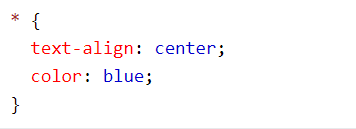 * {
  text-align: center;
  color: blue;
}